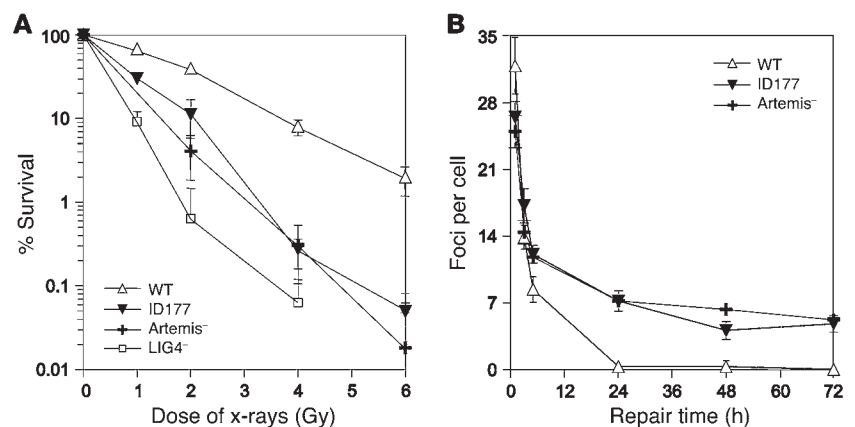 A
100
10
1
0.1
0.01
% Survival
WT
ID177
Artemis⁻
LIG4⁻
0 1 2 3 4 5 6
Dose of x-rays (Gy)
B
35
28
21
14
7
0
Foci per cell
WT
ID177
Artemis⁻
0 12 24 36 48 60 72
Repair time (h)